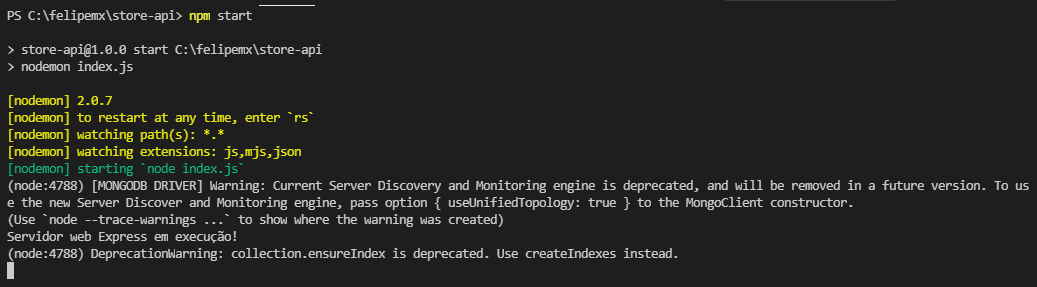 PS C:\felipemx\store-api> npm start
> store-api@1.0.0 start C:\felipemx\store-api
> nodemon index.js
[nodemon] 2.0.7
[nodemon] to restart at any time, enter `rs`
[nodemon] watching path(s): *.*
[nodemon] watching extensions: js,mjs,json
[nodemon] starting `node index.js`
(node:4788) [MONGODB DRIVER] Warning: Current Server Discovery and Monitoring engine is deprecated, and will be removed in a future version. To us
e the new Server Discover and Monitoring engine, pass option { useUnifiedTopology: true } to the MongoClient constructor.
(Use `node --trace-warnings ...` to show where the warning was created)
Servidor web Express em execução!
(node:4788) DeprecationWarning: collection.ensureIndex is deprecated. Use createIndexes instead.